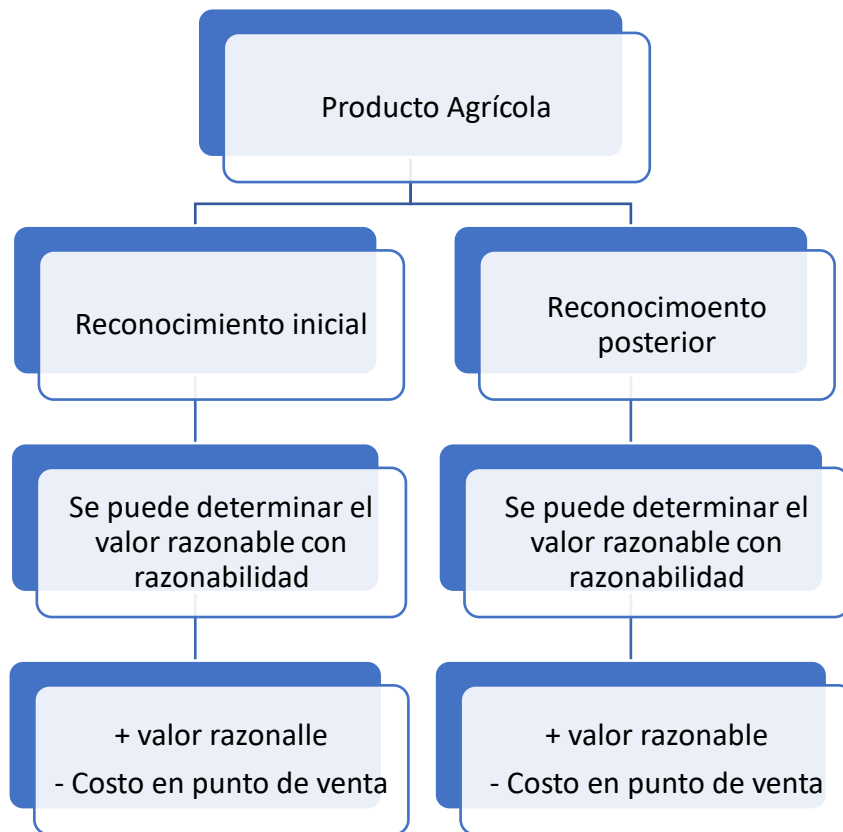 Producto Agrícola
Reconocimiento inicial
Reconocimoento
posterior
Se puede determinar el
valor razonable con
razonabilidad
Se puede determinar el
valor razonable con
razonabilidad
+ valor razonalle
- Costo en punto de venta
+ valor razonable
- Costo en punto de venta